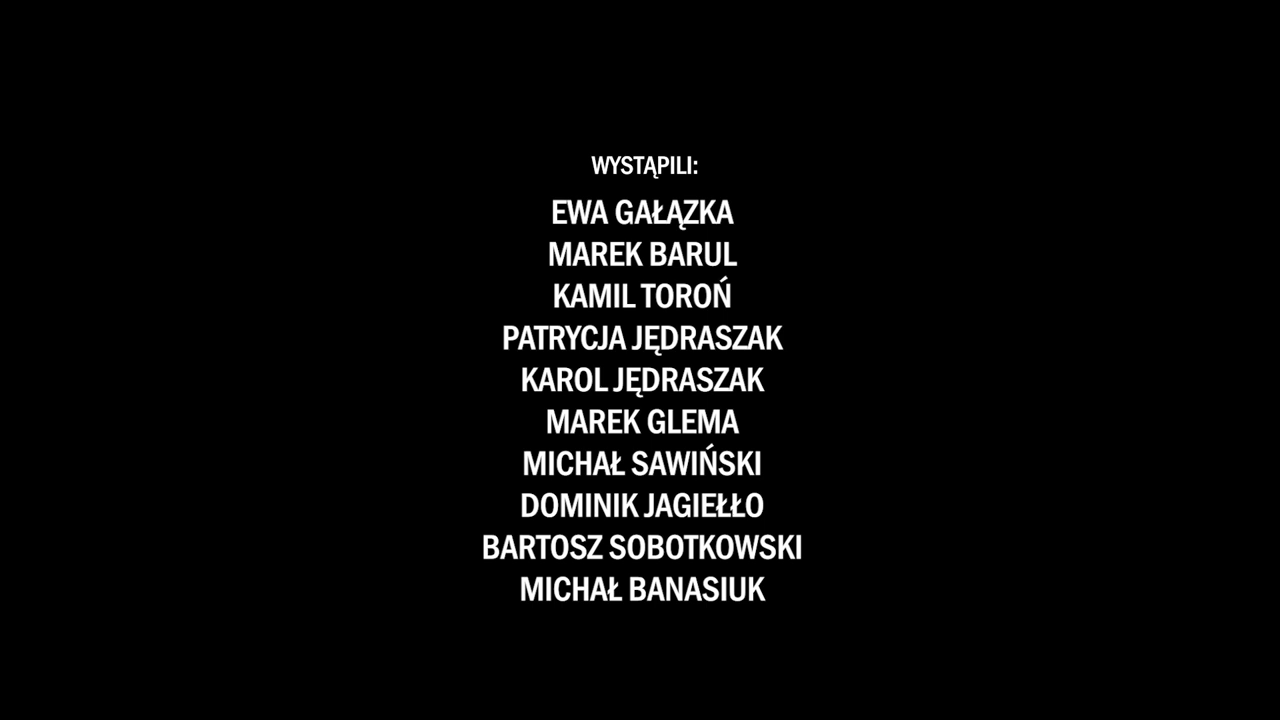 WYSTĄPILI:
EWA GAŁĄZKA
MAREK BARUL
KAMIL TOROŃ
PATRYCJA JĘDRASZAK
KAROL JĘDRASZAK
MAREK GLEMA
MICHAŁ SAWIŃSKI
DOMINIK JAGIEŁŁO
BARTOSZ SOBOTKOWSKI
MICHAŁ BANASIUK